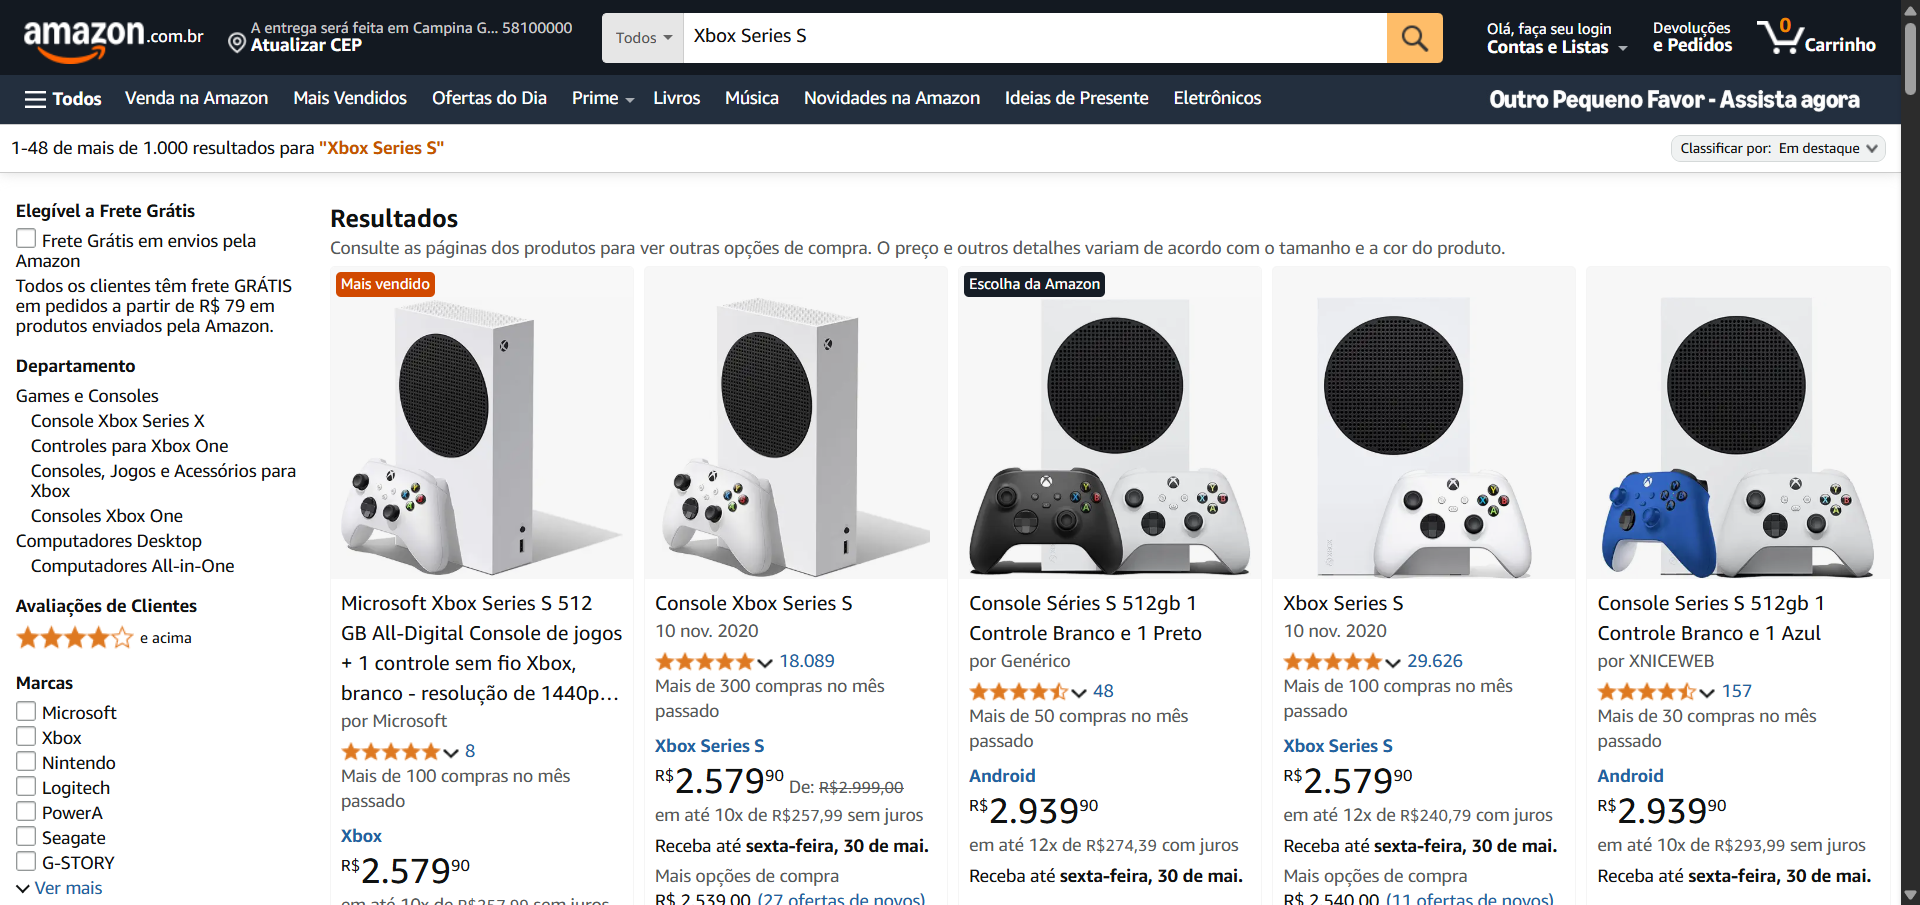 amazon.com.br
A entrega será feita em Campina G... 58100000
Atualizar CEP
Todos
Xbox Series S
Olá, faça seu login
Contas e Listas
Devoluções
e Pedidos
0
Carrinho
Todos
Venda na Amazon
Mais Vendidos
Ofertas do Dia
Prime
Livros
Música
Novidades na Amazon
Ideias de Presente
Eletrônicos
Outro Pequeno Favor - Assista agora
1-48 de mais de 1.000 resultados para "Xbox Series S"
Classificar por: Em destaque
Elegível a Frete Grátis
Frete Grátis em envios pela
Amazon
Todos os clientes têm frete GRÁTIS
em pedidos a partir de R$ 79 em
produtos enviados pela Amazon.
Departamento
Games e Consoles
Console Xbox Series X
Controles para Xbox One
Consoles, Jogos e Acessórios para
Xbox
Consoles Xbox One
Computadores Desktop
Computadores All-in-One
Avaliações de Clientes
e acima
Marcas
Microsoft
Xbox
Nintendo
Logitech
PowerA
Seagate
G-STORY
Ver mais
Resultados
Consulte as páginas dos produtos para ver outras opções de compra. O preço e outros detalhes variam de acordo com o tamanho e a cor do produto.
Mais vendido
Microsoft Xbox Series S 512
GB All-Digital Console de jogos
+ 1 controle sem fio Xbox,
branco - resolução de 1440p…
por Microsoft
8
Mais de 100 compras no mês
passado
Xbox
R$2.57990
em até 10x de R$257,99 sem juros
Console Xbox Series S
10 nov. 2020
18.089
Mais de 300 compras no mês
passado
Xbox Series S
R$2.57990 De: R$2.999,00
em até 10x de R$257,99 sem juros
Receba até sexta-feira, 30 de mai.
Mais opções de compra
R$ 2.539,00 (27 ofertas de novos)
Escolha da Amazon
Console Séries S 512gb 1
Controle Branco e 1 Preto
por Genérico
48
Mais de 50 compras no mês
passado
Android
R$2.93990
em até 12x de R$274,39 com juros
Receba até sexta-feira, 30 de mai.
Xbox Series S
10 nov. 2020
29.626
Mais de 100 compras no mês
passado
Xbox Series S
R$2.57990
em até 12x de R$240,79 com juros
Receba até sexta-feira, 30 de mai.
Mais opções de compra
R$ 2.540,00 (11 ofertas de novos)
Console Series S 512gb 1
Controle Branco e 1 Azul
por XNICEWEB
157
Mais de 30 compras no mês
passado
Android
R$2.93990
em até 10x de R$293,99 sem juros
Receba até sexta-feira, 30 de mai.